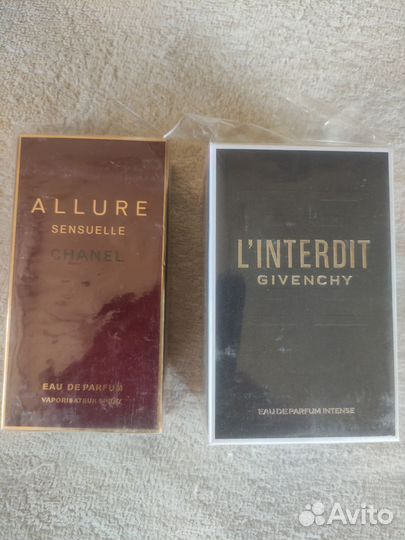 ALLURE
SENSUELLE
CHANEL
EAU DE PARFUM
VAPORISATEUR SPRAY
L'INTERDIT
GIVENCHY
EAU DE PARFUM INTENSE
Avito